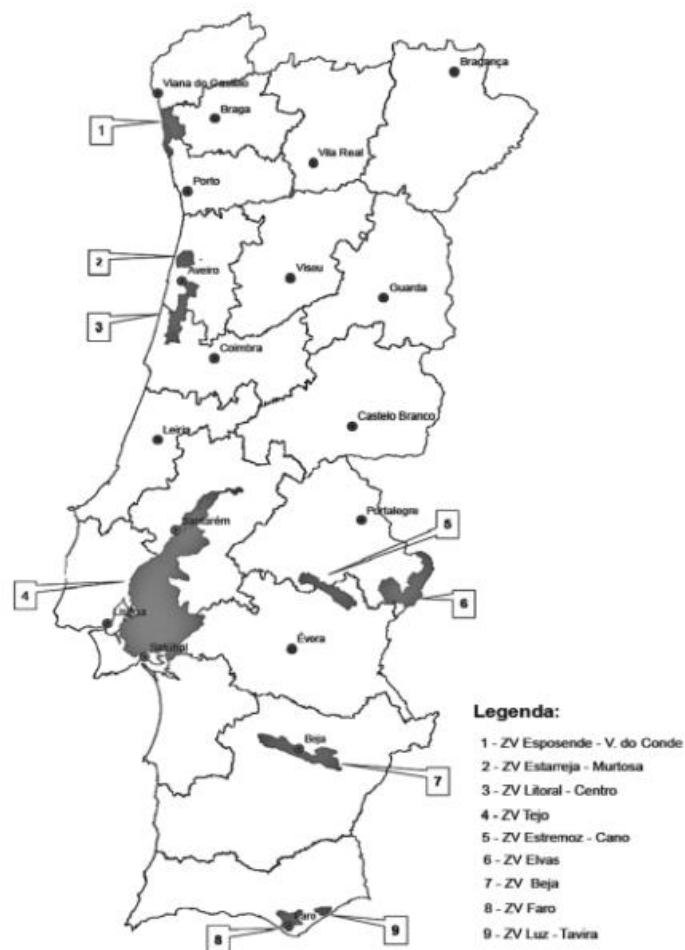 Bragança
Viana do Castelo
Braga
1
Vila Real
Porto
2
Aveiro
Viseu
Guarda
3
Coimbra
Castelo Branco
Leiria
Portalegre
5
Santarém
4
6
Lisboa
Évora
Setúbal
Legenda:
Beja
1 - ZV Esposende - V. do Conde
2 - ZV Estarreja - Murtosa
7
3 - ZV Litoral - Centro
4 - ZV Tejo
5 - ZV Estremoz - Cano
6 - ZV Elvas
7 - ZV Beja
Faro
8 - ZV Faro
9
8
9 - ZV Luz - Tavira